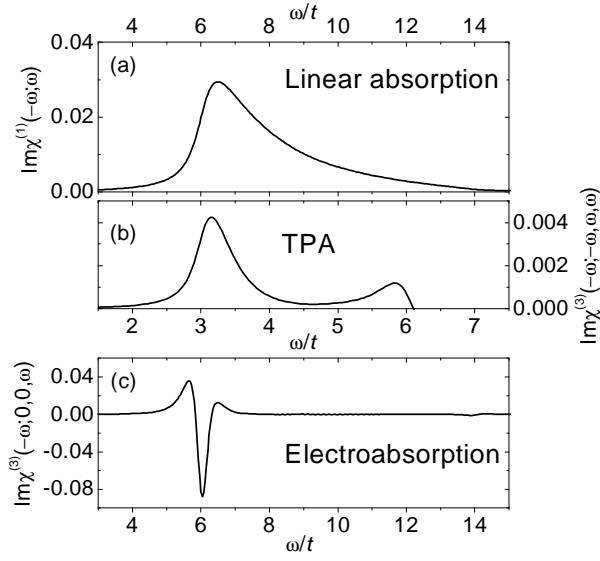 4 6 8 10 12 14
ω/t
0.04
(a)
Linear absorption
0.02
0.00
Imχ(1)(−ω;ω)
(b)
TPA
0.004
0.002
0.000
Imχ(3)(−ω;−ω,ω,ω)
2 3 4 5 6 7
ω/t
0.04
(c)
0.00
-0.04
Electroabsorption
-0.08
Imχ(3)(−ω;0,0,ω)
4 6 8 10 12 14
ω/t